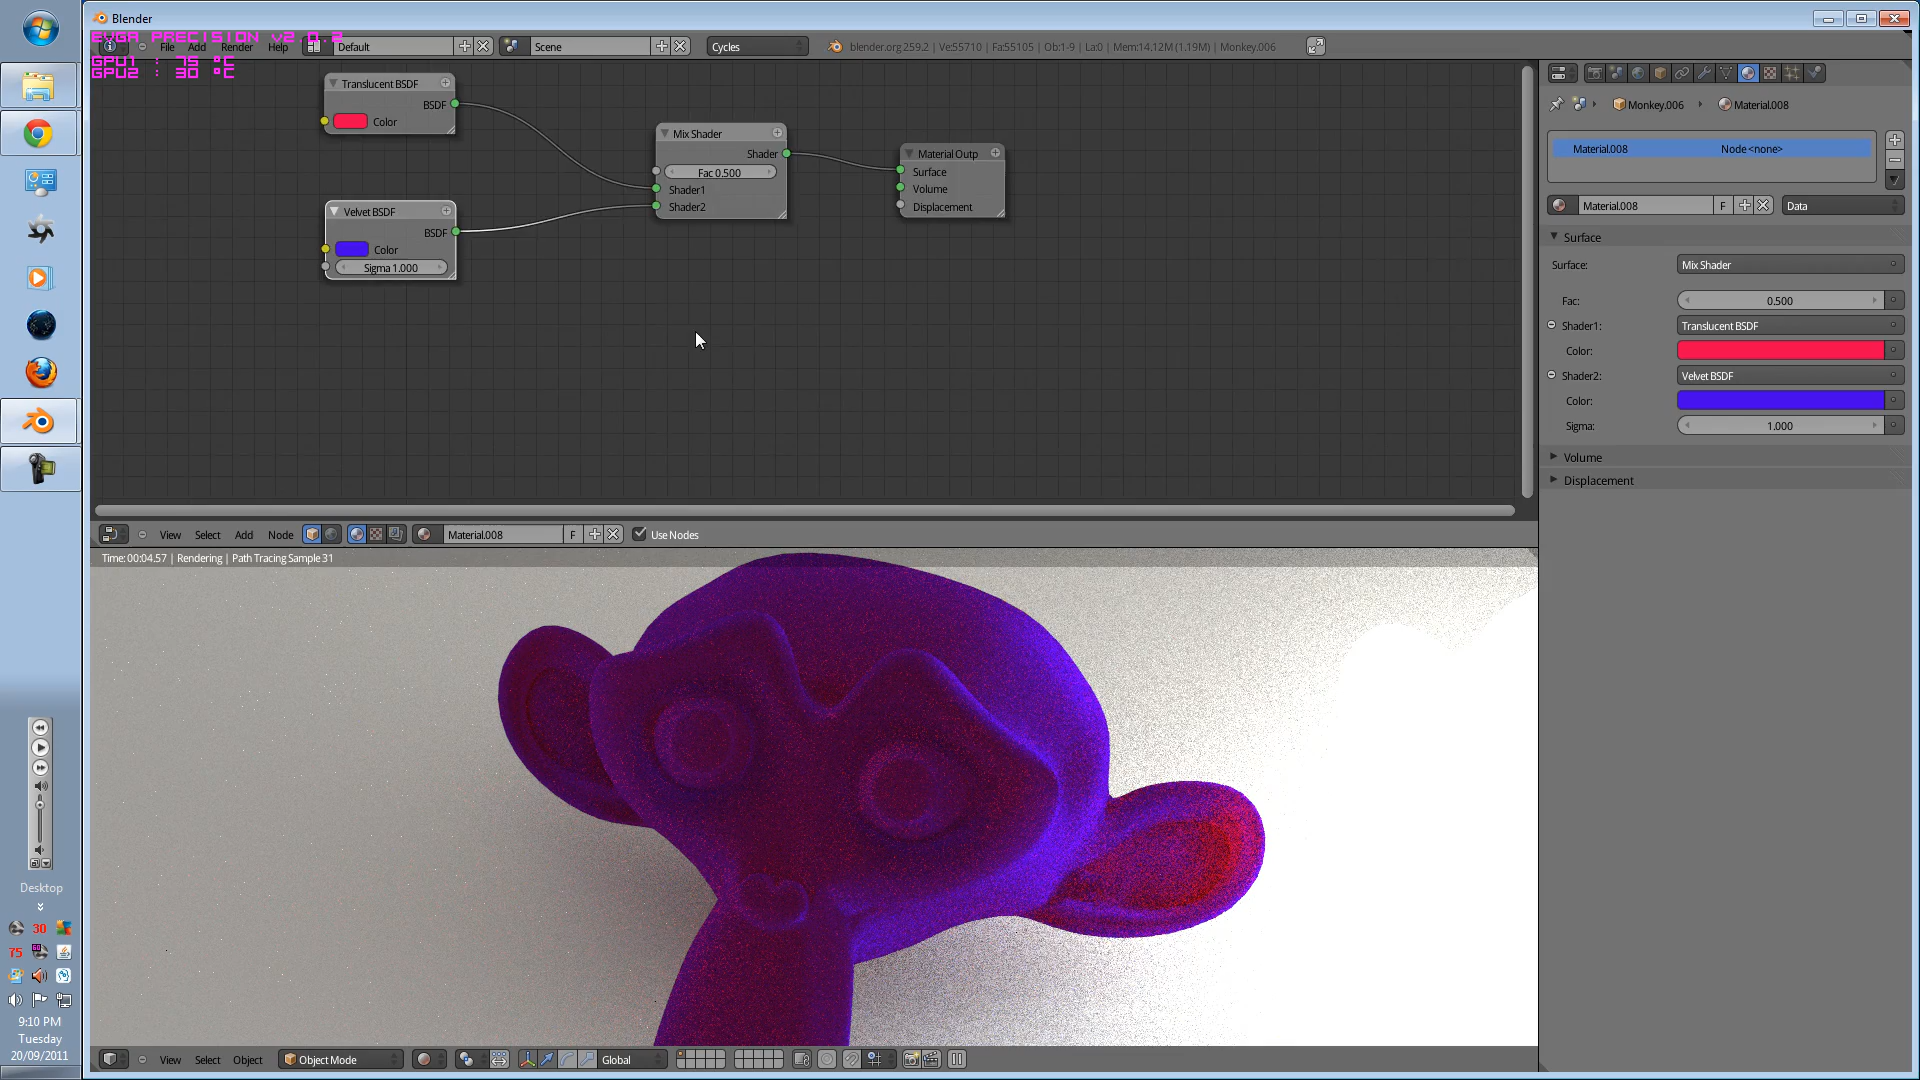 Blender
EVGA PRECISION v2.0.2
File Add Render Help Default Scene Cycles blender.org 259.2 | Ve:55710 | Fa:55105 | Ob:1-9 | La:0 | Mem:14.12M (1.19M) | Monkey.006
GPU1 : 75 °C
GPU2 : 30 °C
Translucent BSDF
BSDF
Color
Mix Shader
Shader
Fac 0.500
Shader1
Shader2
Material Outp
Surface
Volume
Displacement
Velvet BSDF
BSDF
Color
Sigma 1.000
Monkey.006 Material.008
Material.008 Node <none>
Material.008 F Data
Surface
Surface: Mix Shader
Fac: 0.500
Shader1: Translucent BSDF
Color:
Shader2: Velvet BSDF
Color:
Sigma: 1.000
Volume
Displacement
View Select Add Node Material.008 F Use Nodes
Time: 00:04.57 | Rendering | Path Tracing Sample 31
View Select Object Object Mode Global
Desktop
30
75
9:10 PM
Tuesday
20/09/2011